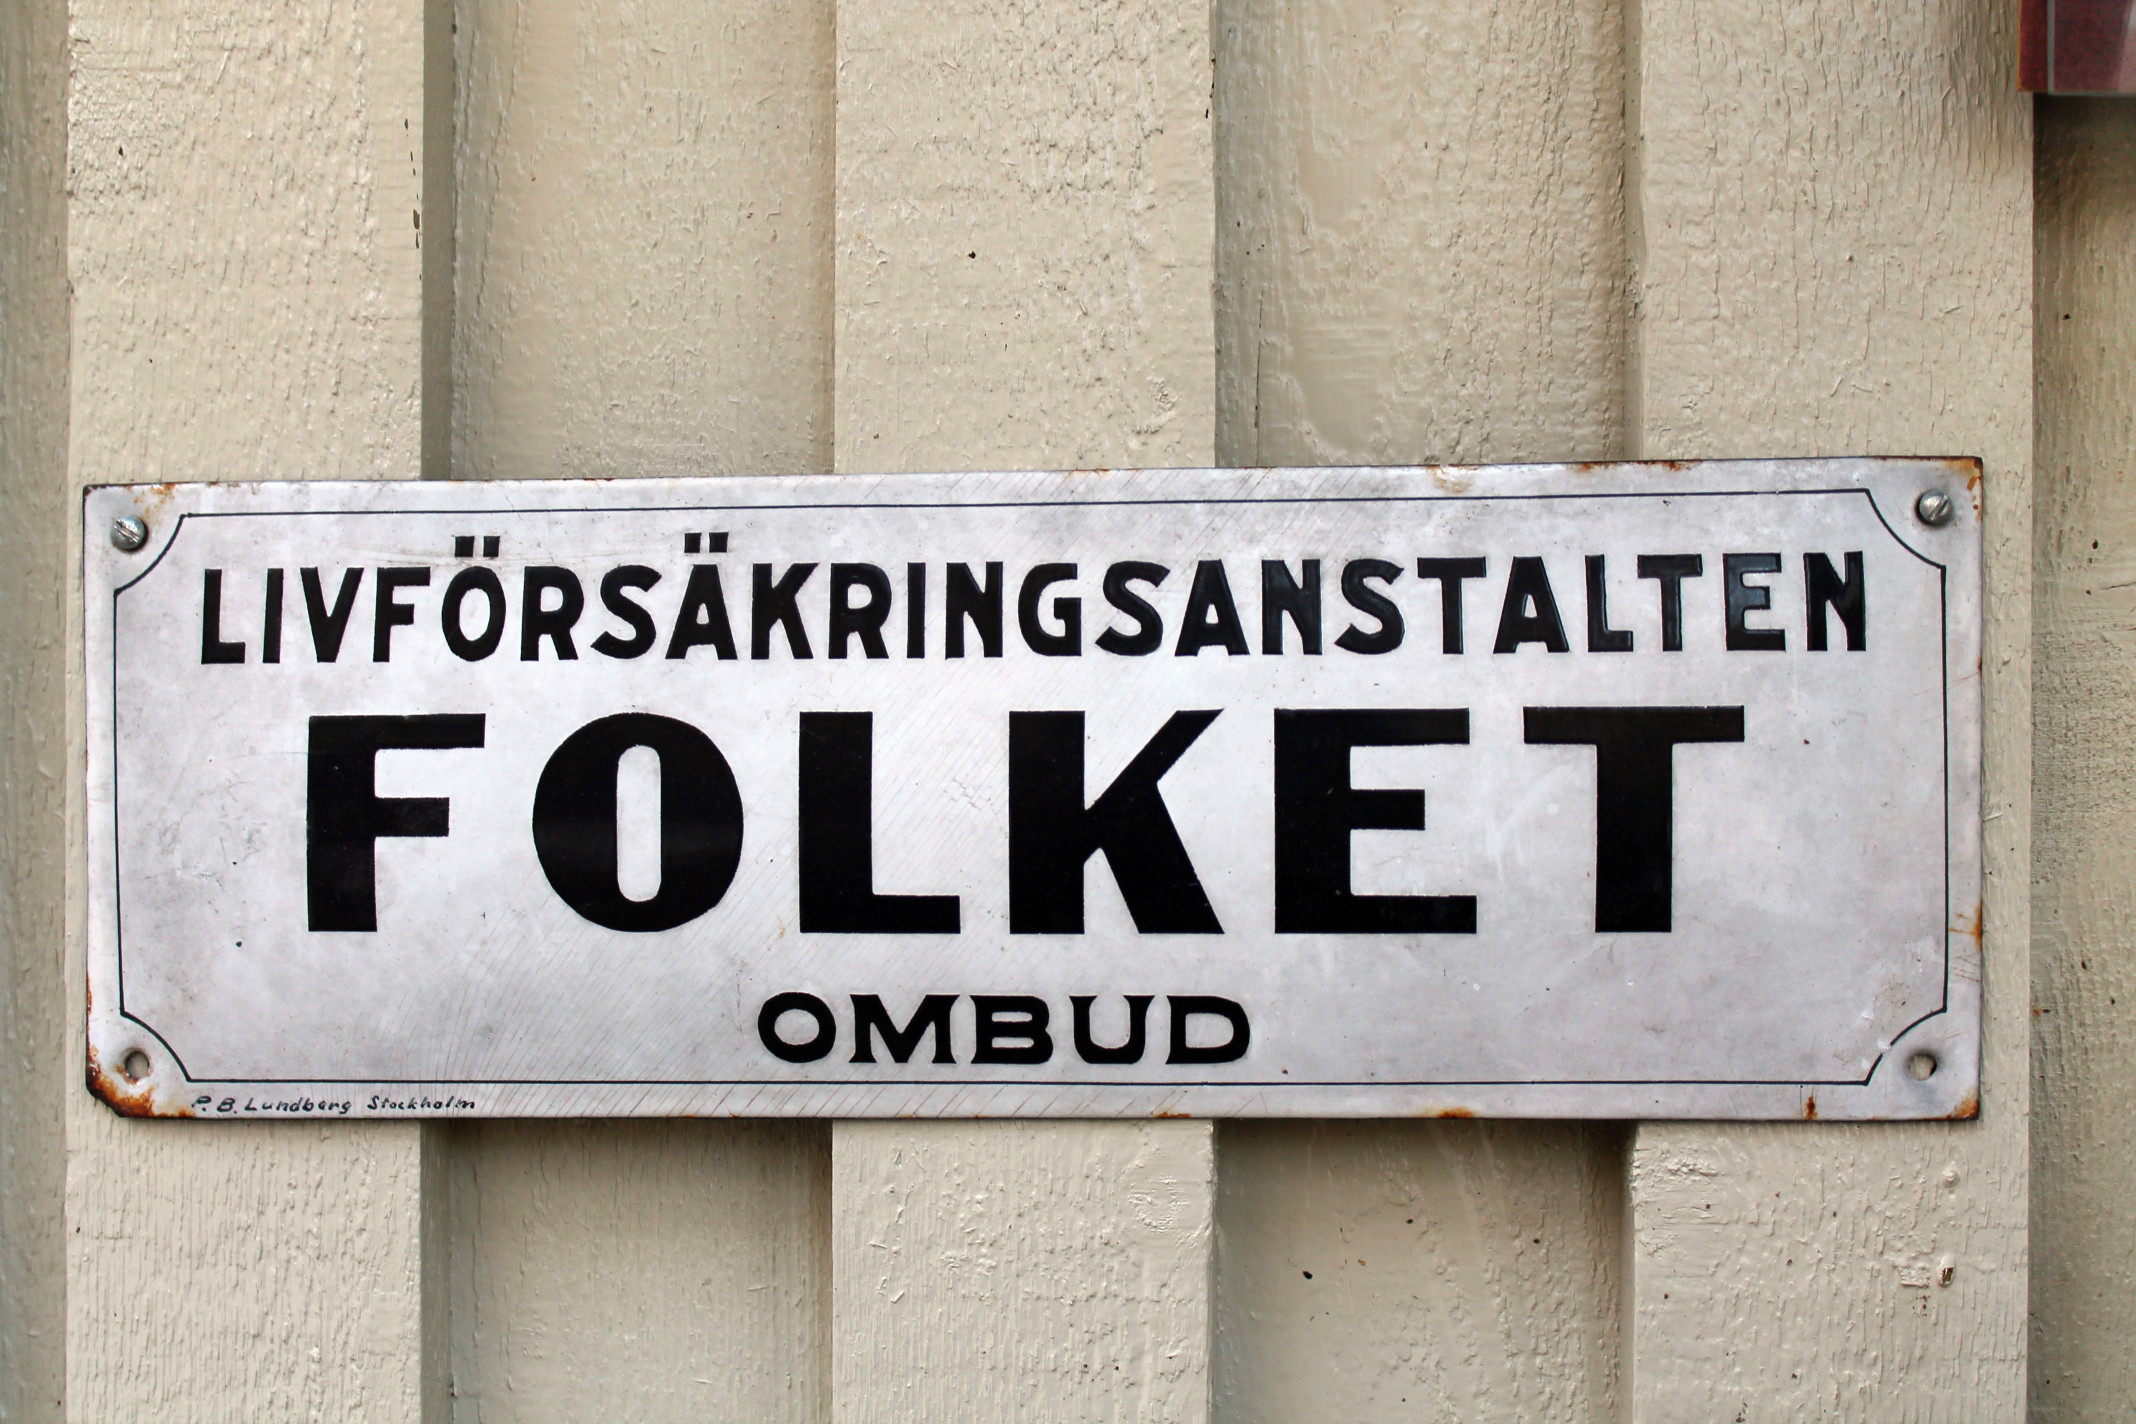 LIVFÖRSÄKRINGSANSTALTEN
FOLKET
OMBUD
P. B. Lundberg Stockholm